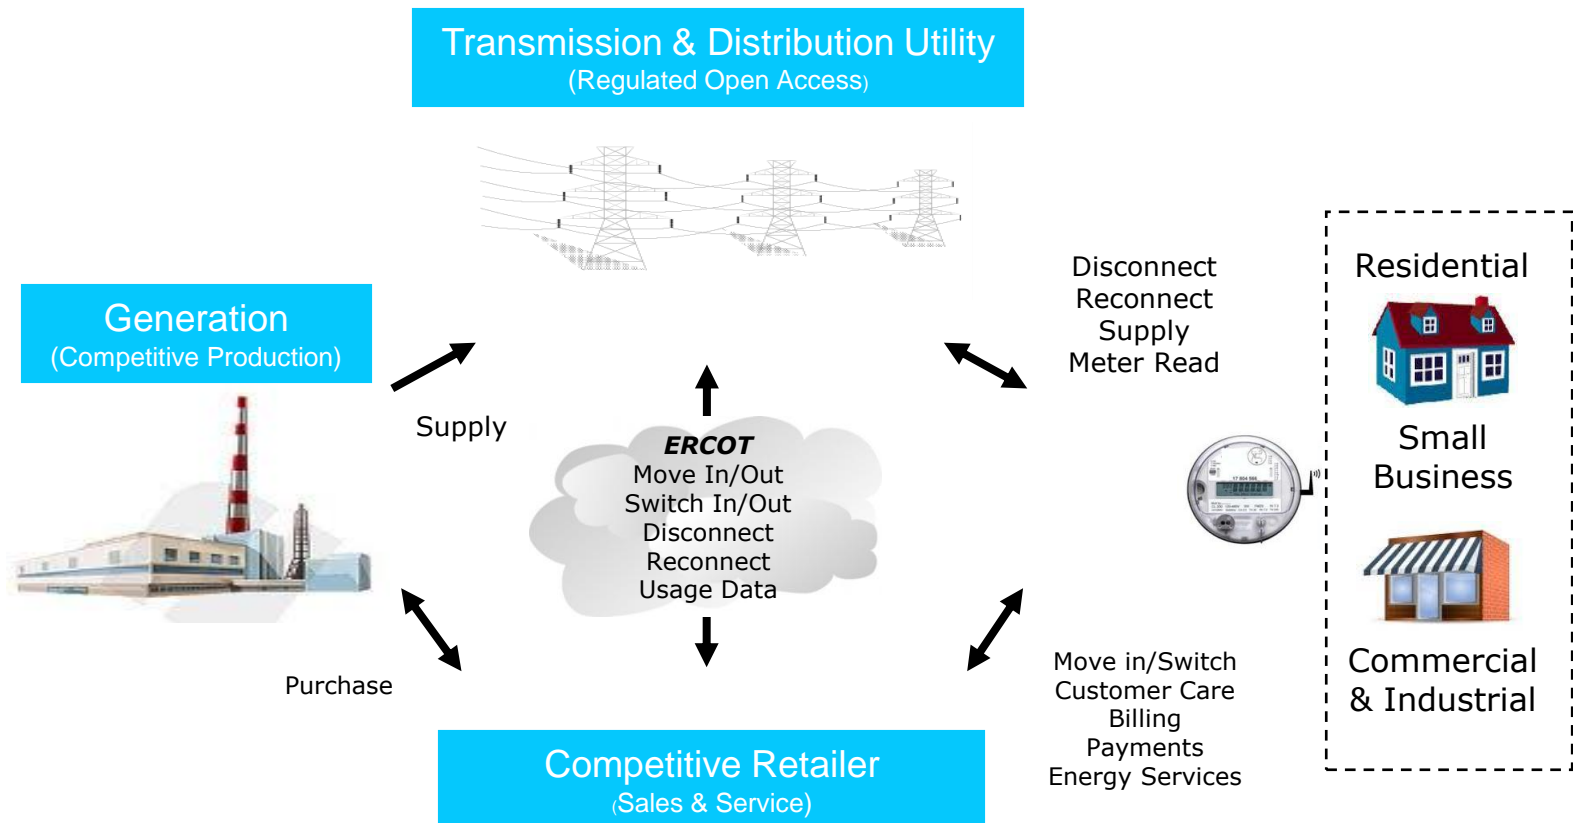 Transmission & Distribution Utility
(Regulated Open Access)
Generation
(Competitive Production)
Supply
Purchase
ERCOT
Move In/Out
Switch In/Out
Disconnect
Reconnect
Usage Data
Disconnect
Reconnect
Supply
Meter Read
Residential
Small
Business
Commercial
& Industrial
Move in/Switch
Customer Care
Billing
Payments
Energy Services
Competitive Retailer
(Sales & Service)